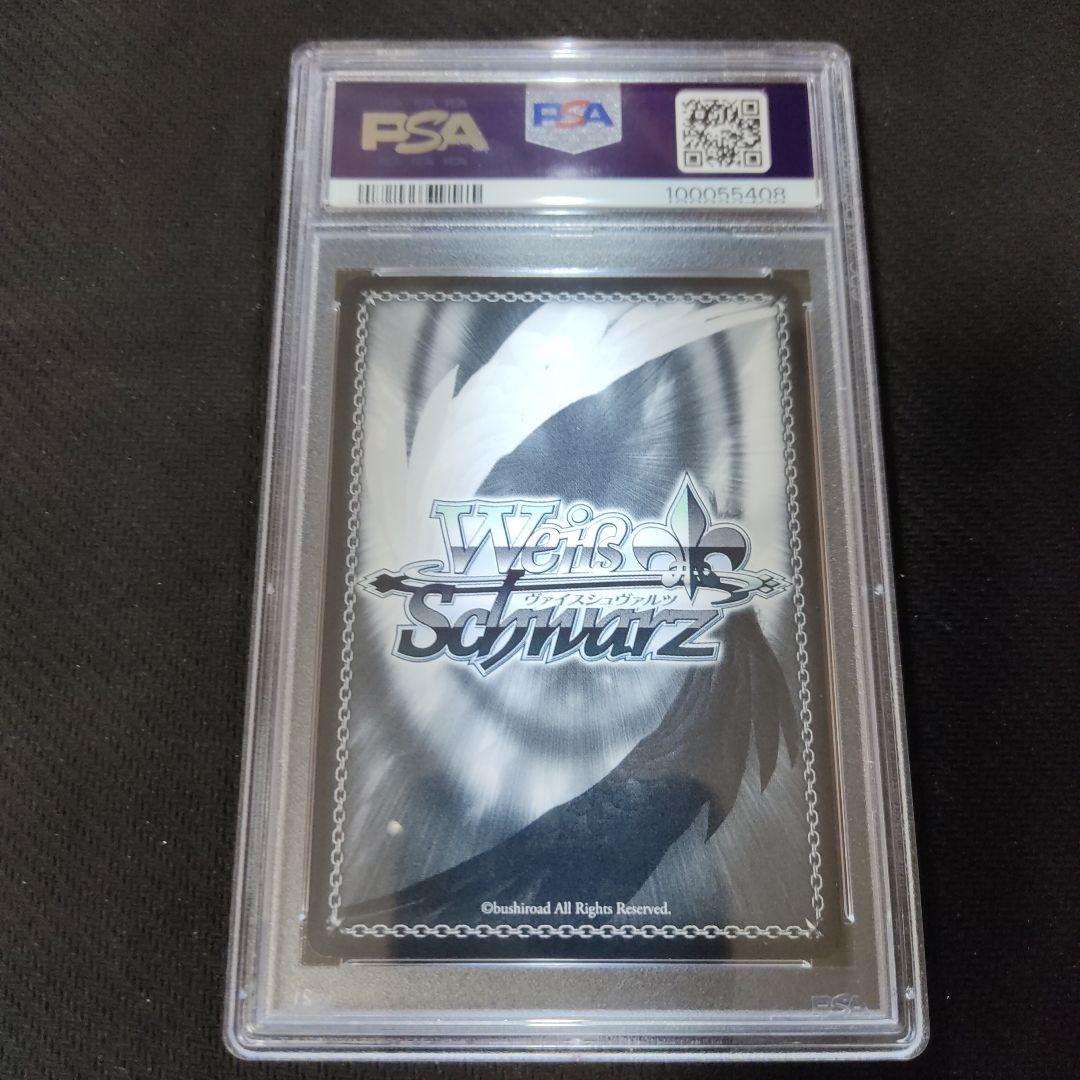 PSA
PSA
100055408
Weiß
ヴァイスシュヴァルツ
Schwarz
©bushiroad All Rights Reserved.
PSA